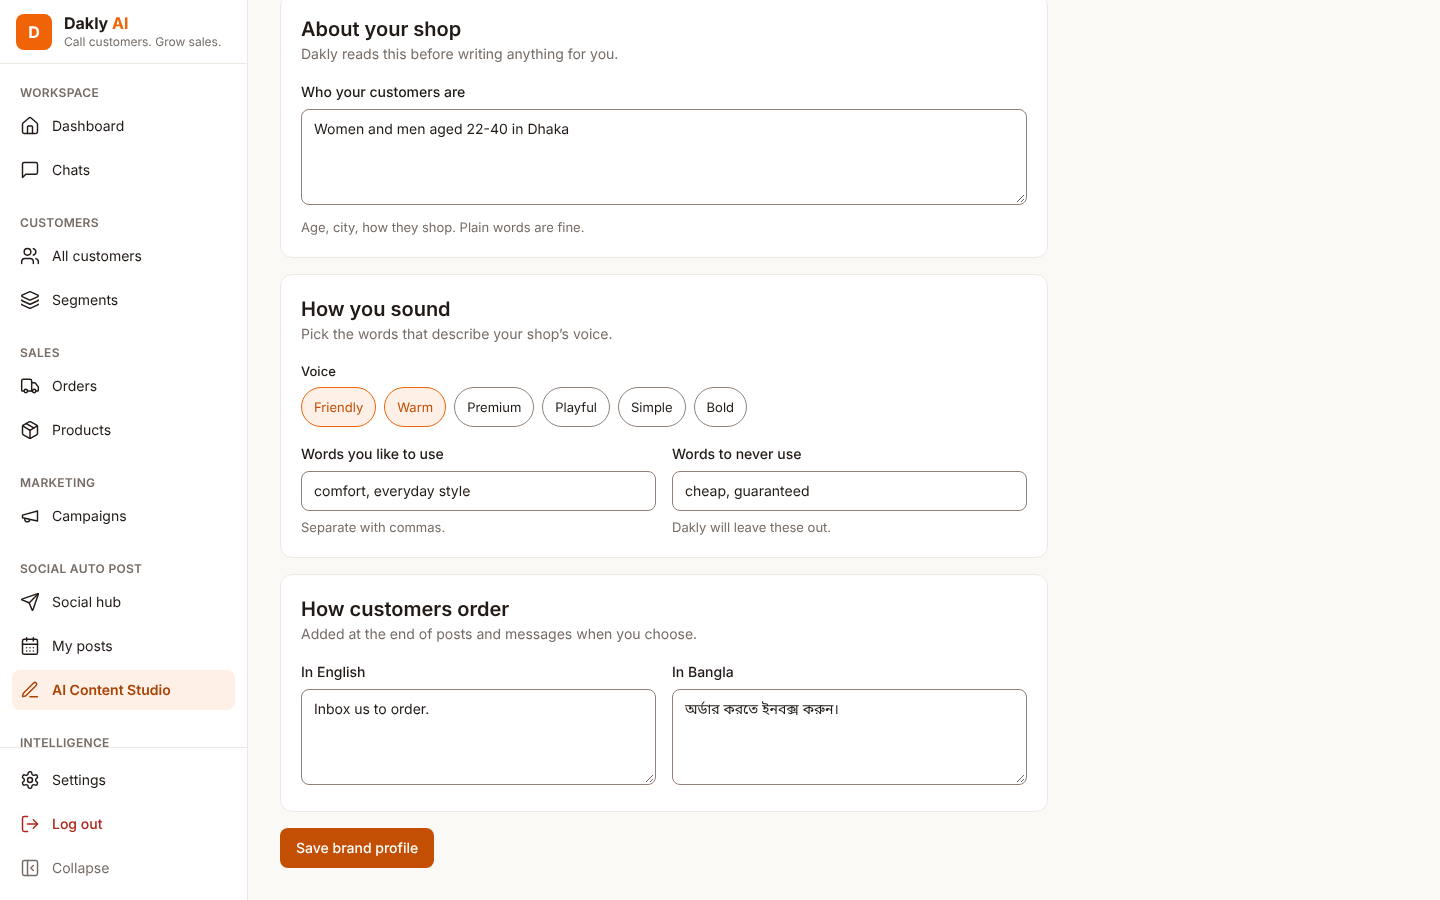 D
Dakly AI
Call customers. Grow sales.
WORKSPACE
Dashboard
Chats
CUSTOMERS
All customers
Segments
SALES
Orders
Products
MARKETING
Campaigns
SOCIAL AUTO POST
Social hub
My posts
AI Content Studio
INTELLIGENCE
Settings
Log out
Collapse
About your shop
Dakly reads this before writing anything for you.
Who your customers are
Women and men aged 22-40 in Dhaka
Age, city, how they shop. Plain words are fine.
How you sound
Pick the words that describe your shop’s voice.
Voice
Friendly Warm Premium Playful Simple Bold
Words you like to use Words to never use
comfort, everyday style cheap, guaranteed
Separate with commas. Dakly will leave these out.
How customers order
Added at the end of posts and messages when you choose.
In English In Bangla
Inbox us to order. অর্ডার করতে ইনবক্স করুন।
Save brand profile